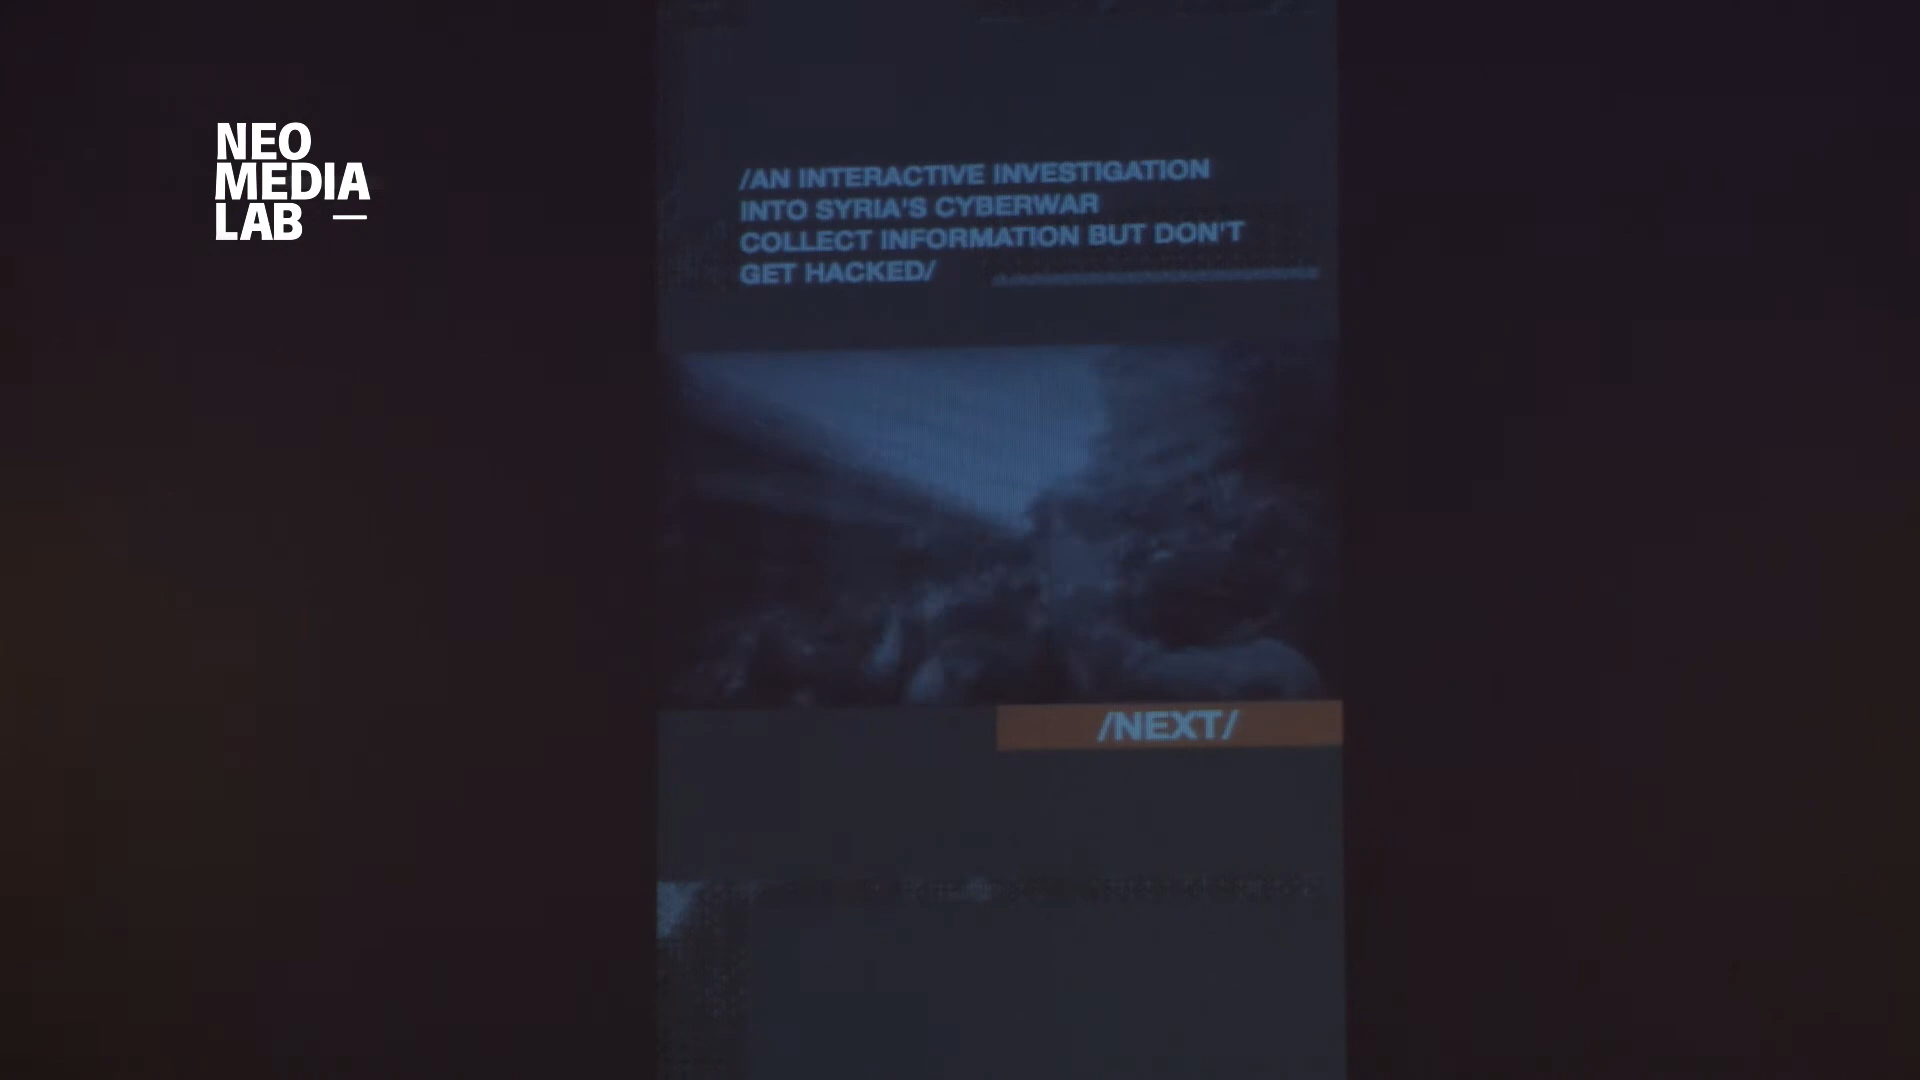 NEO
MEDIA
LAB
/AN INTERACTIVE INVESTIGATION
INTO SYRIA'S CYBERWAR
COLLECT INFORMATION BUT DON'T
GET HACKED/
/NEXT/